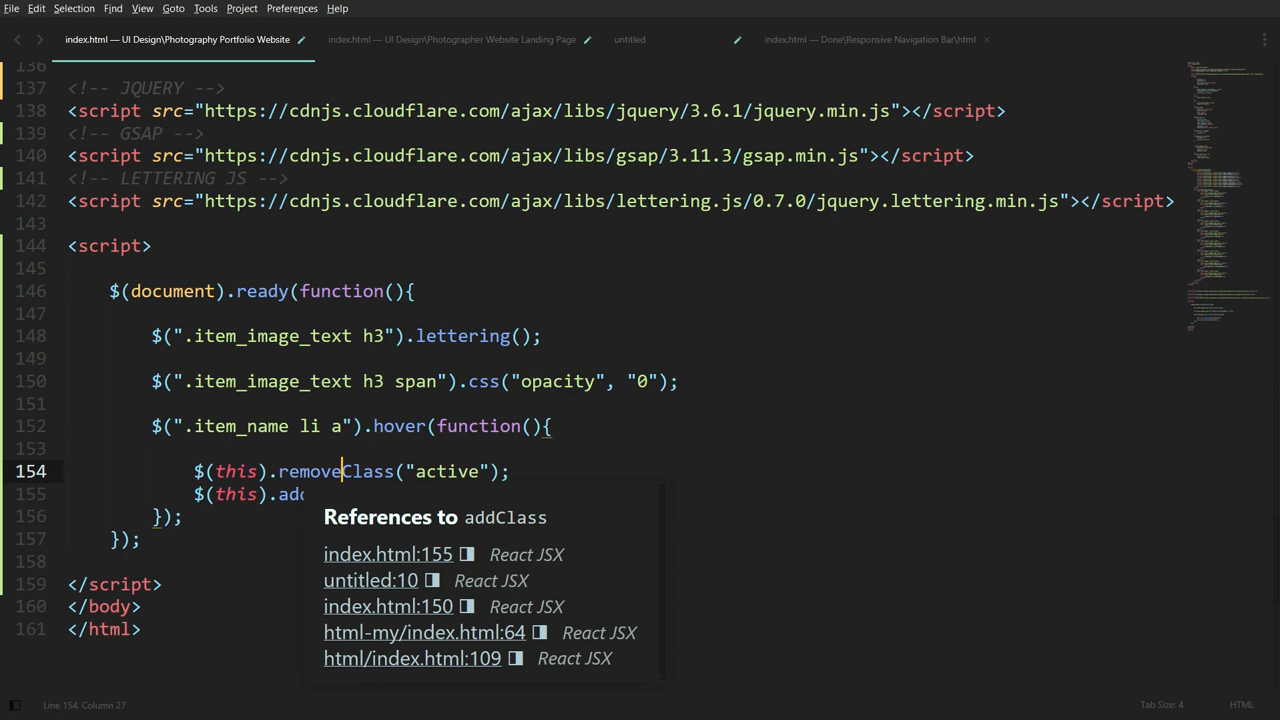 File Edit Selection Find View Goto Tools Project Preferences Help
index.html — UI Design\Photography Portfolio Website
index.html — UI Design\Photographer Website Landing Page
untitled
index.html — Done\Responsive Navigation Bar\html
136
137 <!-- JQUERY -->
138 <script src="https://cdnjs.cloudflare.com/ajax/libs/jquery/3.6.1/jquery.min.js"></script>
139 <!-- GSAP -->
140 <script src="https://cdnjs.cloudflare.com/ajax/libs/gsap/3.11.3/gsap.min.js"></script>
141 <!-- LETTERING JS -->
142 <script src="https://cdnjs.cloudflare.com/ajax/libs/lettering.js/0.7.0/jquery.lettering.min.js"></script>
143
144 <script>
145
146 $(document).ready(function(){
147
148 $(".item_image_text h3").lettering();
149
150 $(".item_image_text h3 span").css("opacity", "0");
151
152 $(".item_name li a").hover(function(){
153
154 $(this).removeClass("active");
155 $(this).add
156 });
157 });
158
159 </script>
160 </body>
161 </html>
References to addClass
index.html:155 React JSX
untitled:10 React JSX
index.html:150 React JSX
html-my/index.html:64 React JSX
html/index.html:109 React JSX
Line 154, Column 27
Tab Size: 4
HTML